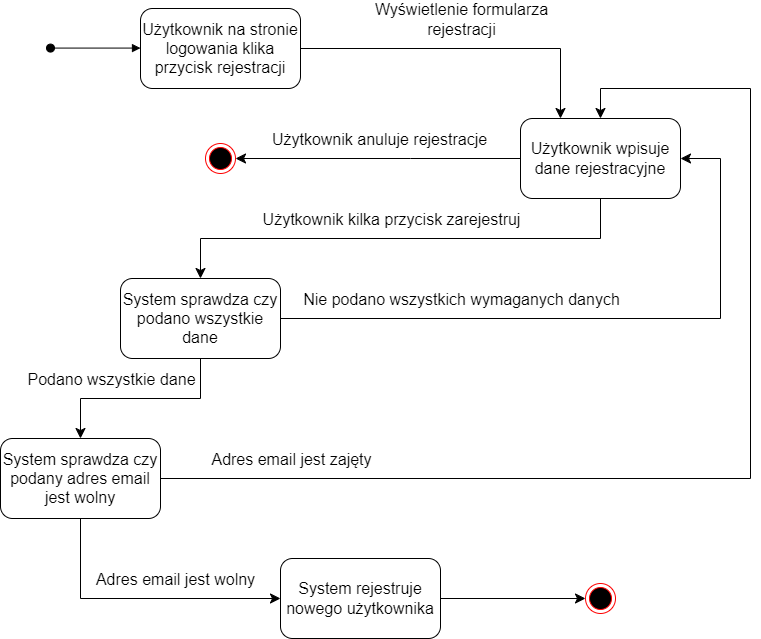 Wyświetlenie formularza
rejestracji
Użytkownik na stronie
logowania klika
przycisk rejestracji
Użytkownik anuluje rejestracje
Użytkownik wpisuje
dane rejestracyjne
Użytkownik kilka przycisk zarejestruj
System sprawdza czy
podano wszystkie
dane
Nie podano wszystkich wymaganych danych
Podano wszystkie dane
System sprawdza czy
podany adres email
jest wolny
Adres email jest zajęty
Adres email jest wolny
System rejestruje
nowego użytkownika